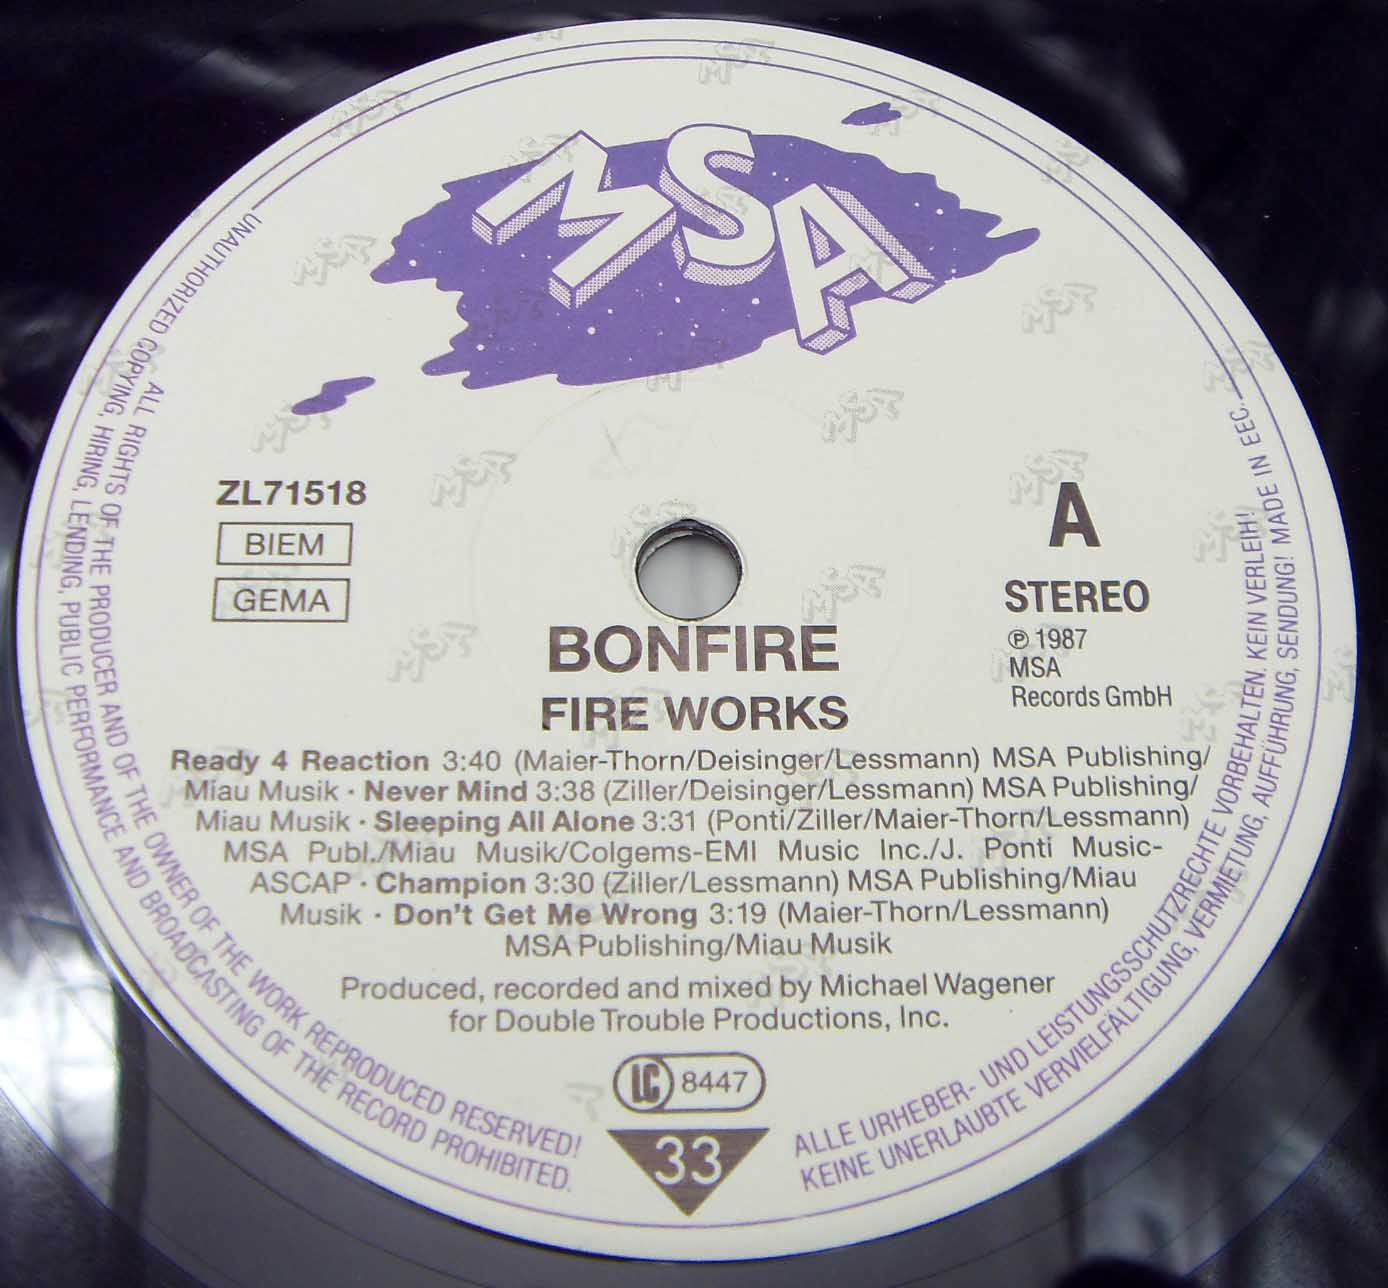 MSA
ZL71518
BIEM
GEMA
A
STEREO
℗ 1987
MSA
Records GmbH
BONFIRE
FIRE WORKS
Ready 4 Reaction 3:40 (Maier-Thorn/Deisinger/Lessmann) MSA Publishing/
Miau Musik · Never Mind 3:38 (Ziller/Deisinger/Lessmann) MSA Publishing/
Miau Musik · Sleeping All Alone 3:31 (Ponti/Ziller/Maier-Thorn/Lessmann)
MSA Publ./Miau Musik/Colgems-EMI Music Inc./J. Ponti Music-
ASCAP · Champion 3:30 (Ziller/Lessmann) MSA Publishing/Miau
Musik · Don't Get Me Wrong 3:19 (Maier-Thorn/Lessmann)
MSA Publishing/Miau Musik
Produced, recorded and mixed by Michael Wagener
for Double Trouble Productions, Inc.
LC 8447
33
ALL RIGHTS OF THE PRODUCER AND OF THE OWNER OF THE WORK REPRODUCED RESERVED!
UNAUTHORIZED COPYING, HIRING, LENDING, PUBLIC PERFORMANCE AND BROADCASTING OF THE RECORD PROHIBITED.
ALLE URHEBER- UND LEISTUNGSSCHUTZRECHTE VORBEHALTEN. KEIN VERLEIH!
KEINE UNERLAUBTE VERVIELFÄLTIGUNG, VERMIETUNG, AUFFÜHRUNG, SENDUNG! MADE IN EEC.